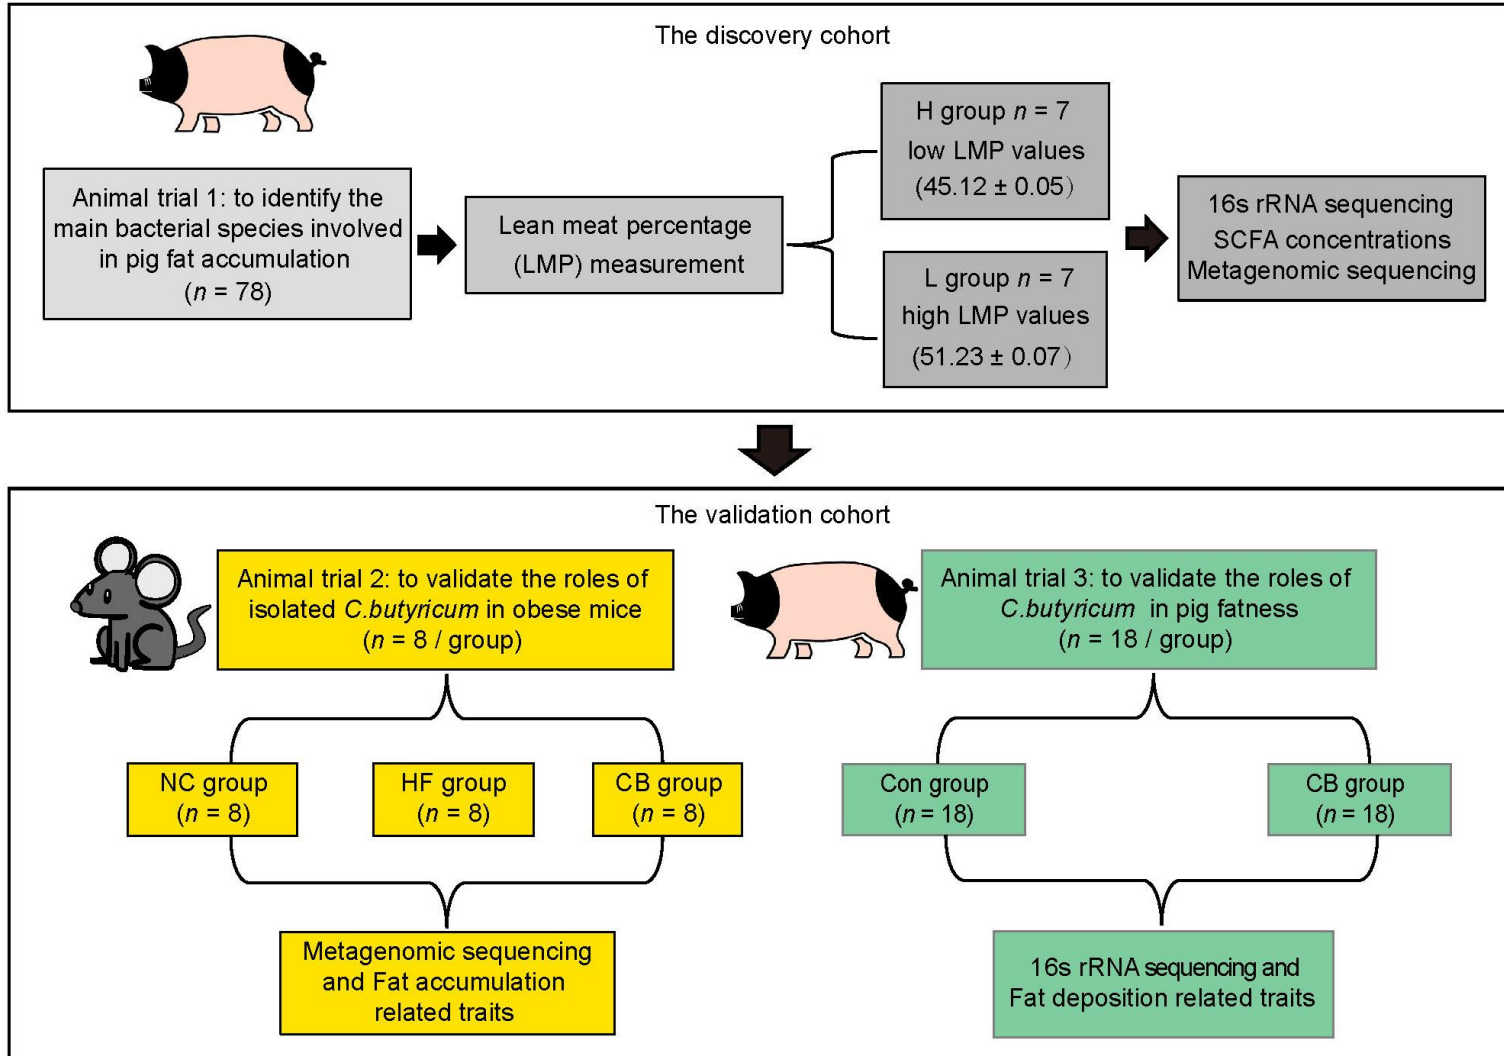 The discovery cohort
Animal trial 1: to identify the
main bacterial species involved
in pig fat accumulation
(n = 78)
Lean meat percentage
(LMP) measurement
H group n = 7
low LMP values
(45.12 ± 0.05）
L group n = 7
high LMP values
(51.23 ± 0.07）
16s rRNA sequencing
SCFA concentrations
Metagenomic sequencing
The validation cohort
Animal trial 2: to validate the roles of
isolated C.butyricum in obese mice
(n = 8 / group)
NC group
(n = 8)
HF group
(n = 8)
CB group
(n = 8)
Metagenomic sequencing
and Fat accumulation
related traits
Animal trial 3: to validate the roles of
C.butyricum in pig fatness
(n = 18 / group)
Con group
(n = 18)
CB group
(n = 18)
16s rRNA sequencing and
Fat deposition related traits